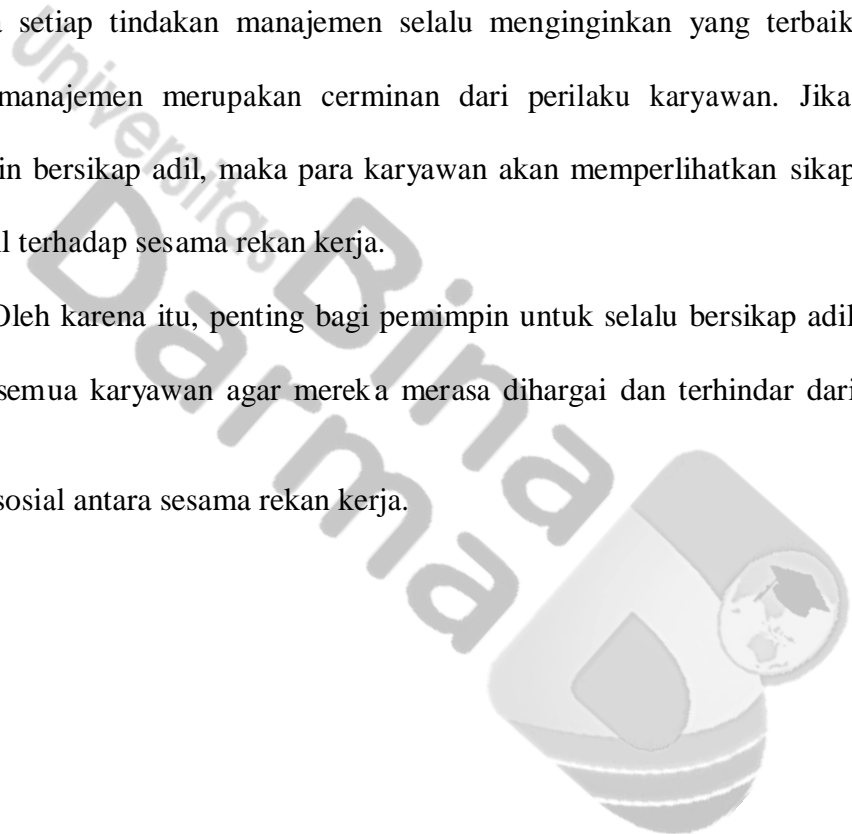 setiap tindakan manajemen selalu menginginkan yang terbaik
manajemen merupakan cerminan dari perilaku karyawan. Jika
bersikap adil, maka para karyawan akan memperlihatkan sikap
terhadap sesama rekan kerja.
Oleh karena itu, penting bagi pemimpin untuk selalu bersikap adil
semua karyawan agar mereka merasa dihargai dan terhindar dari
sosial antara sesama rekan kerja.
Universitas
Bina
Darma